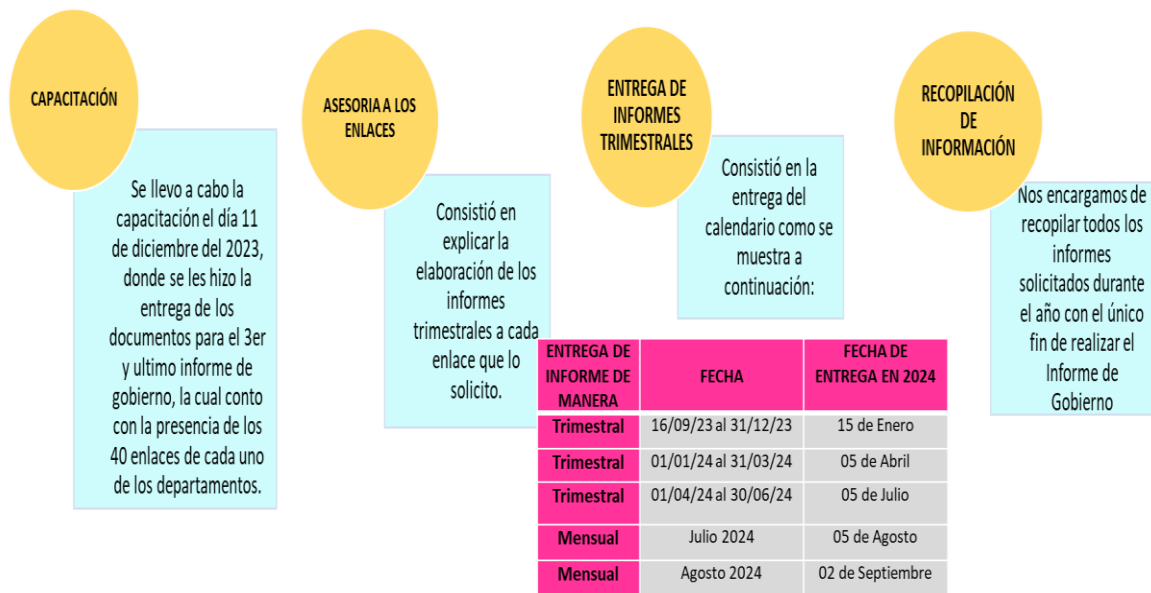 CAPACITACIÓN
Se llevo a cabo la
capacitación el día 11
de diciembre del 2023,
donde se les hizo la
entrega de los
documentos para el 3er
y ultimo informe de
gobierno, la cual conto
con la presencia de los
40 enlaces de cada uno
de los departamentos.
ASESORIA A LOS
ENLACES
Consistió en
explicar la
elaboración de los
informes
trimestrales a cada
enlace que lo
solicito.
ENTREGA DE
INFORMES
TRIMESTRALES
Consistió en la
entrega del
calendario como se
muestra a
continuación:
ENTREGA DE
INFORME DE
MANERA
FECHA
FECHA DE
ENTREGA EN 2024
Trimestral 16/09/23 al 31/12/23 15 de Enero
Trimestral 01/01/24 al 31/03/24 05 de Abril
Trimestral 01/04/24 al 30/06/24 05 de Julio
Mensual Julio 2024 05 de Agosto
Mensual Agosto 2024 02 de Septiembre
RECOPILACIÓN
DE
INFORMACIÓN
Nos encargamos de
recopilar todos los
informes
solicitados durante
el año con el único
fin de realizar el
Informe de
Gobierno